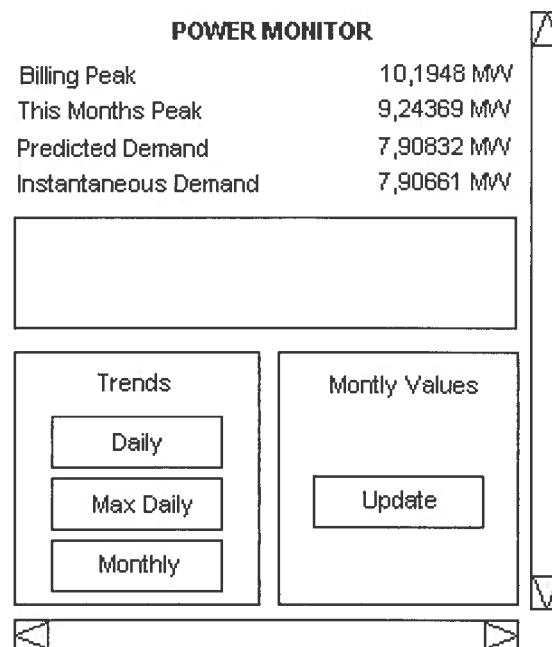 POWER MONITOR
Billing Peak 10,1948 MW
This Months Peak 9,24369 MW
Predicted Demand 7,90832 MW
Instantaneous Demand 7,90661 MW
Trends
Daily
Max Daily
Monthly
Montly Values
Update